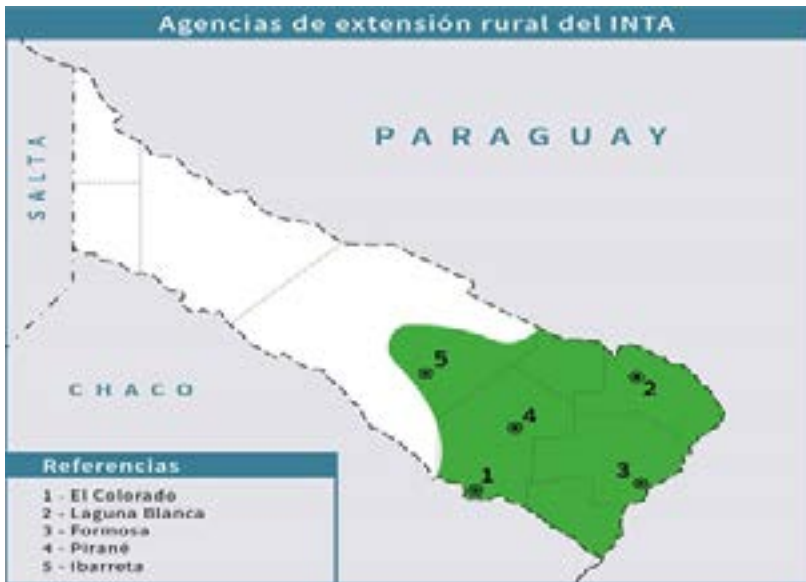 Agencias de extensión rural del INTA
PARAGUAY
SALTA
5
2
4
CHACO
1
3
Referencias
1 - El Colorado
2 - Laguna Blanca
3 - Formosa
4 - Pirané
5 - Ibarreta